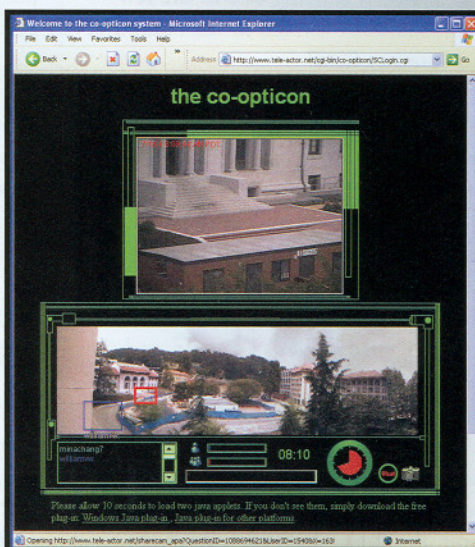 Welcome to the co-opticon system - Microsoft Internet Explorer
File Edit View Favorites Tools Help
Back Address http://www.tele-actor.net/cgi-bin/co-opticon/SCLogin.cgi Go
the co-opticon
minachang7
williamvw
williamvw
08:10
Please allow 10 seconds to load two java applets. If you don't see them, simply download the free
plug-in: Windows Java plug-in , Java plug-in for other platforms.
Internet